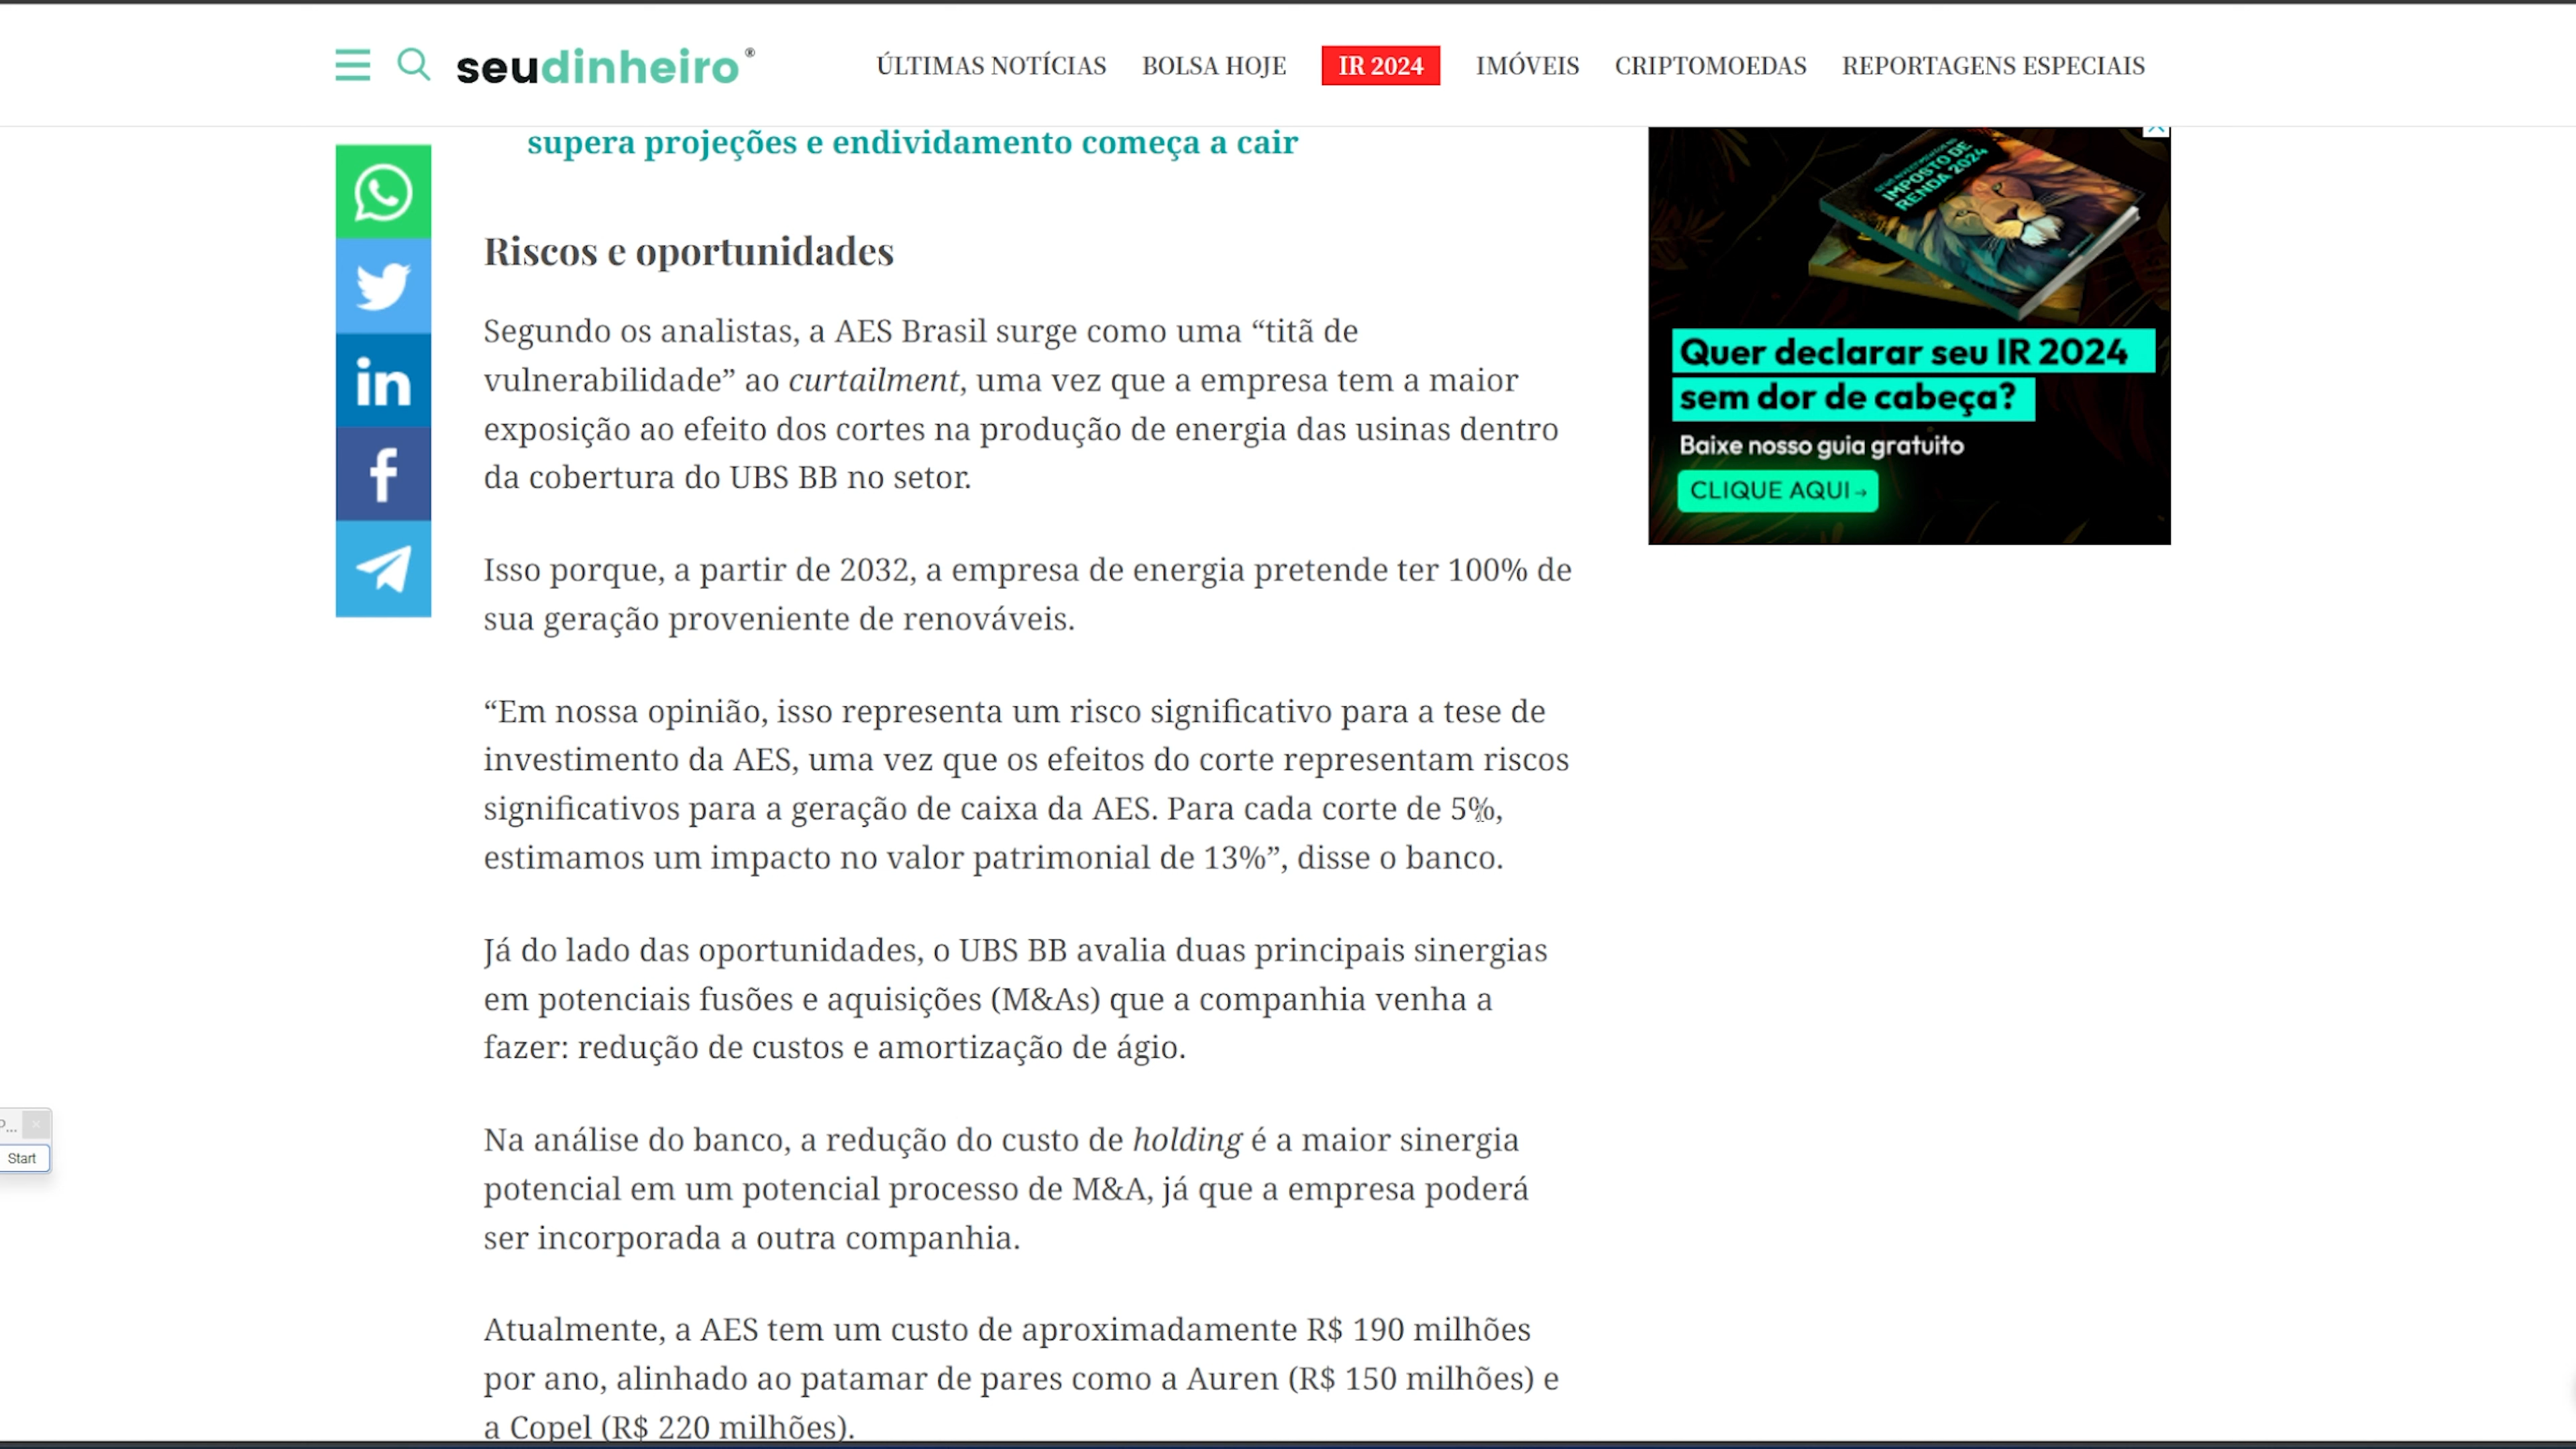 seudinheiro®
ÚLTIMAS NOTÍCIAS BOLSA HOJE IR 2024 IMÓVEIS CRIPTOMOEDAS REPORTAGENS ESPECIAIS
supera projeções e endividamento começa a cair
Riscos e oportunidades
Segundo os analistas, a AES Brasil surge como uma “titã de
vulnerabilidade” ao curtailment, uma vez que a empresa tem a maior
exposição ao efeito dos cortes na produção de energia das usinas dentro
da cobertura do UBS BB no setor.
Isso porque, a partir de 2032, a empresa de energia pretende ter 100% de
sua geração proveniente de renováveis.
“Em nossa opinião, isso representa um risco significativo para a tese de
investimento da AES, uma vez que os efeitos do corte representam riscos
significativos para a geração de caixa da AES. Para cada corte de 5%,
estimamos um impacto no valor patrimonial de 13%”, disse o banco.
Já do lado das oportunidades, o UBS BB avalia duas principais sinergias
em potenciais fusões e aquisições (M&As) que a companhia venha a
fazer: redução de custos e amortização de ágio.
Na análise do banco, a redução do custo de holding é a maior sinergia
potencial em um potencial processo de M&A, já que a empresa poderá
ser incorporada a outra companhia.
Atualmente, a AES tem um custo de aproximadamente R$ 190 milhões
por ano, alinhado ao patamar de pares como a Auren (R$ 150 milhões) e
a Copel (R$ 220 milhões).
IMPOSTO DE
RENDA 2024
Quer declarar seu IR 2024
sem dor de cabeça?
Baixe nosso guia gratuito
CLIQUE AQUI→
P...
Start